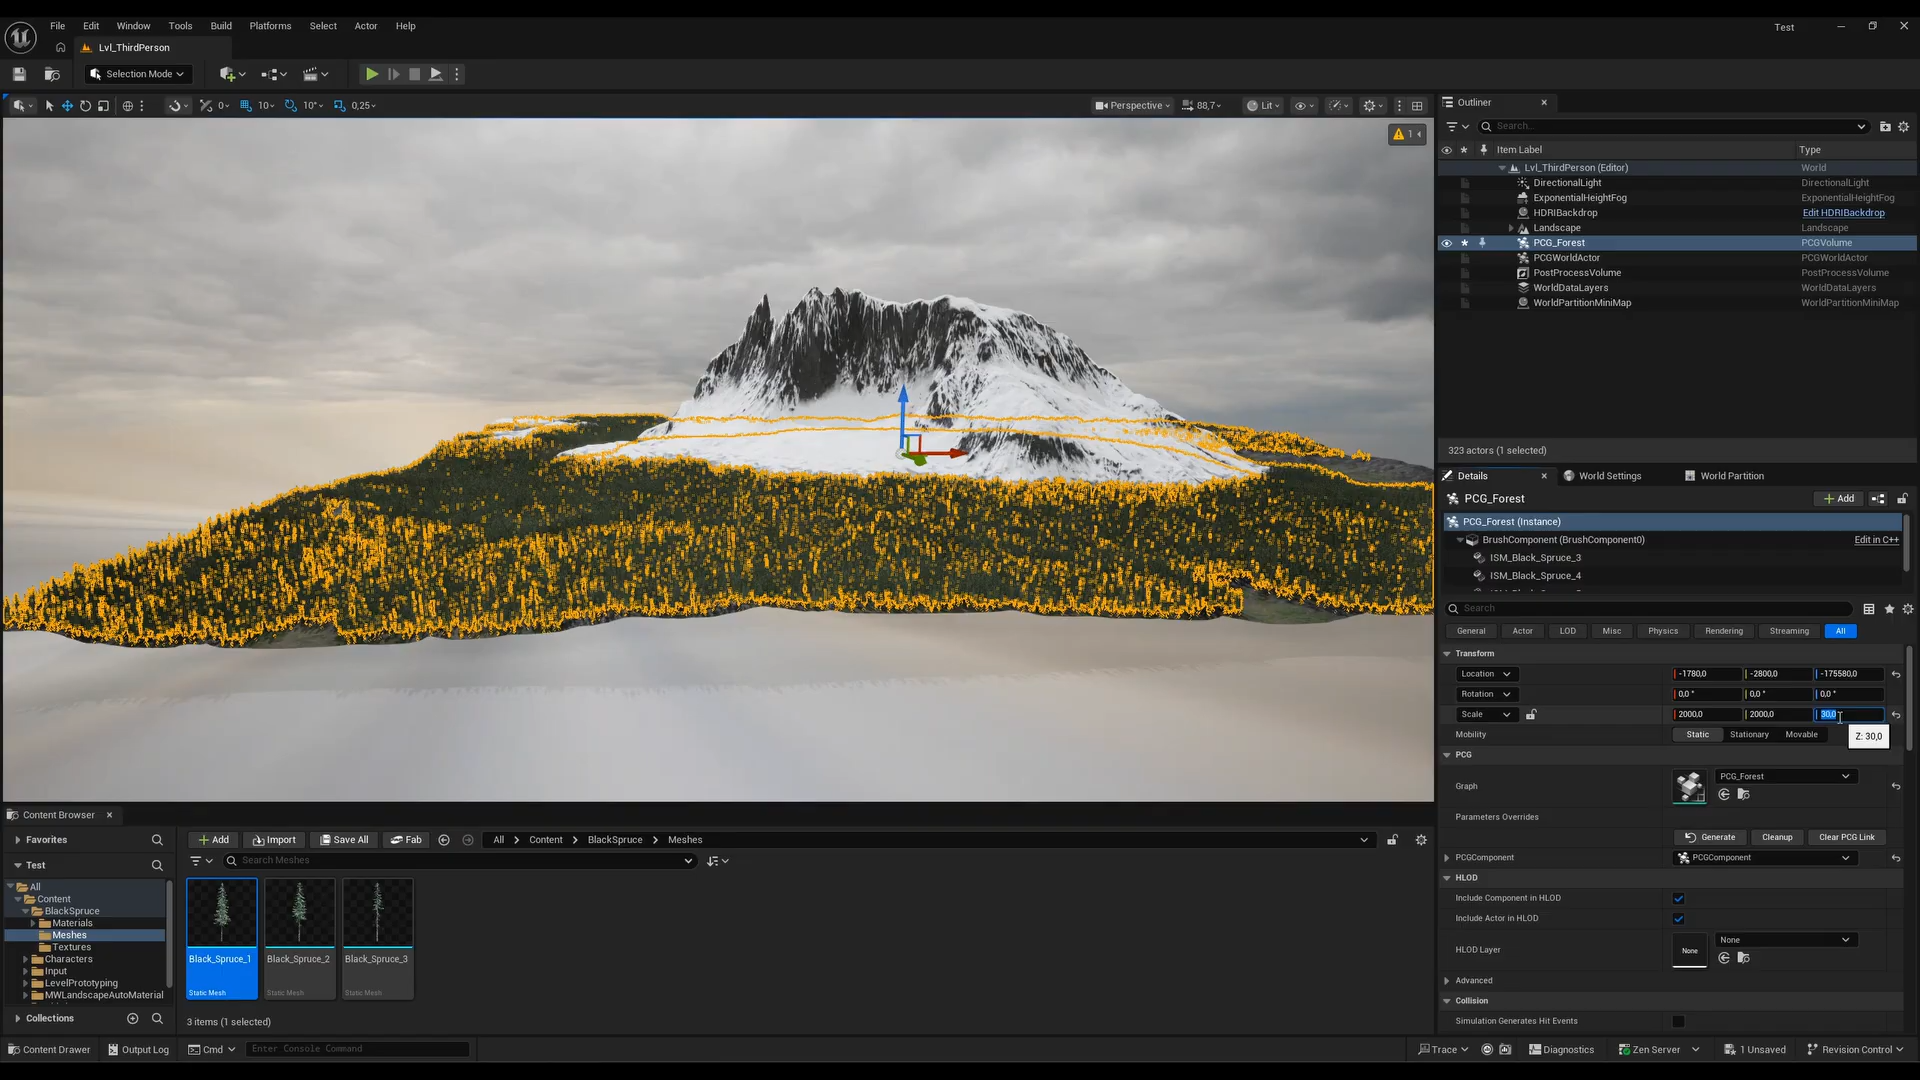 File Edit Window Tools Build Platforms Select Actor Help
Test
Lvl_ThirdPerson
Selection Mode
0 10 10° 0,25
Perspective 88,7 Lit
1
Outliner
Search...
Item Label Type
Lvl_ThirdPerson (Editor) World
DirectionalLight DirectionalLight
ExponentialHeightFog ExponentialHeightFog
HDRIBackdrop Edit HDRIBackdrop
Landscape Landscape
PCG_Forest PCGVolume
PCGWorldActor PCGWorldActor
PostProcessVolume PostProcessVolume
WorldDataLayers WorldDataLayers
WorldPartitionMiniMap WorldPartitionMiniMap
323 actors (1 selected)
Details World Settings World Partition
PCG_Forest Add
PCG_Forest (Instance)
BrushComponent (BrushComponent0) Edit in C++
ISM_Black_Spruce_3
ISM_Black_Spruce_4
Search
General Actor LOD Misc Physics Rendering Streaming All
Transform
Location -1780,0 -2800,0 -175580,0
Rotation 0,0 ° 0,0 ° 0,0 °
Scale 2000,0 2000,0 30,0
Mobility Static Stationary Movable
Z: 30,0
PCG
Graph PCG_Forest
Parameters Overrides
Generate Cleanup Clear PCG Link
PCGComponent PCGComponent
HLOD
Include Component in HLOD
Include Actor in HLOD
HLOD Layer None None
Advanced
Collision
Simulation Generates Hit Events
Content Browser
Favorites
Test
All
Content
BlackSpruce
Materials
Meshes
Textures
Characters
Input
LevelPrototyping
MWLandscapeAutoMaterial
Collections
Add Import Save All Fab All Content BlackSpruce Meshes
Search Meshes
Black_Spruce_1 Black_Spruce_2 Black_Spruce_3
Static Mesh Static Mesh Static Mesh
3 items (1 selected)
Content Drawer Output Log Cmd Enter Console Command
Trace Diagnostics Zen Server 1 Unsaved Revision Control